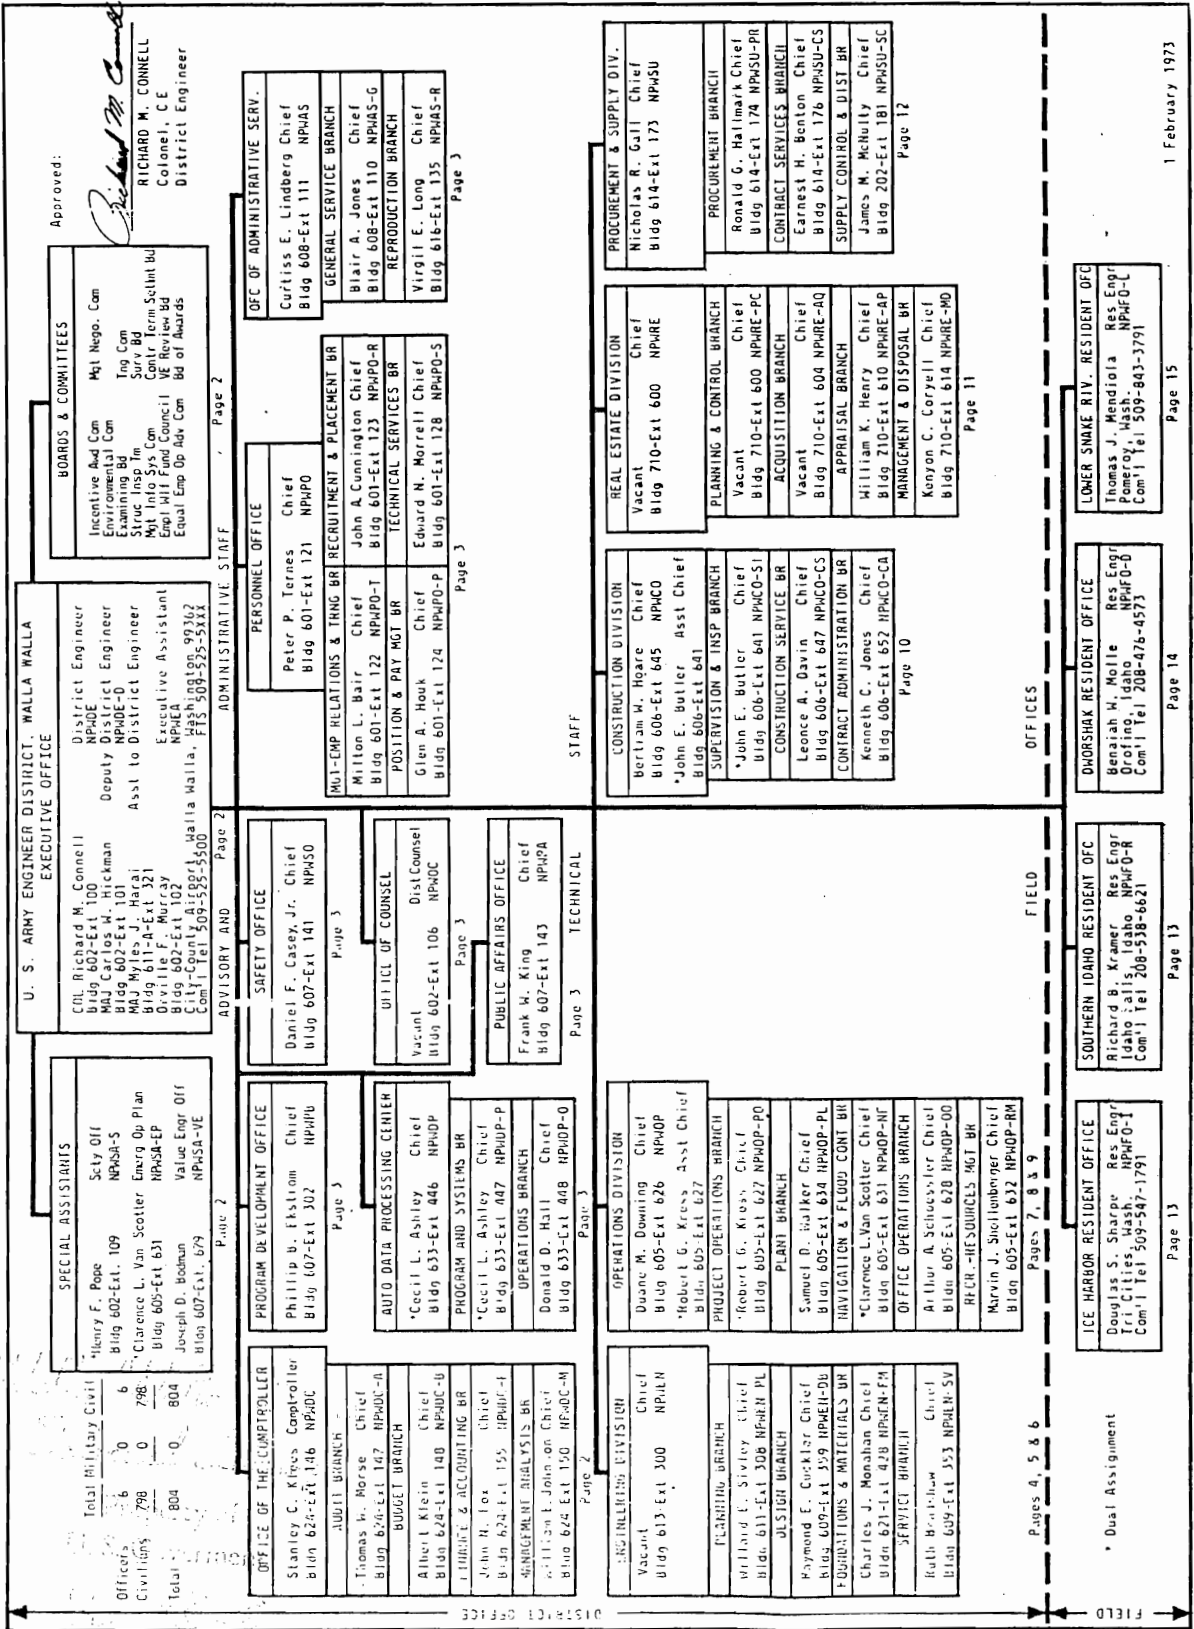 U. S. ARMY ENGINEER DISTRICT. WALLA WALLA
EXECUTIVE OFFICE
COL Richard M. Connell District Engineer
Bldg 602-Ext 100 NPWDE
MAJ Carlos W. Hickman Deputy District Engineer
Bldg 602-Ext 101 NPWDE-D
MAJ Myles J. Harai Asst to District Engineer
Bldg 611-A-Ext 321
Orville F. Murray Executive Assistant
Bldg 602-Ext 102 NPWEA
City-County Airport, Walla Walla, Washington 99362
Com'l Tel 509-525-5500 FTS 509-525-5XXX
Page 2
Total Military Civil
Officers 6 0 6
Civilians 798 0 798
Total 804 0 804
SPECIAL ASSISTANTS
*Henry F. Pope Scty Off
Bldg 602-Ext. 109 NPWSA-S
*Clarence L. Van Scotter Emerg Op Plan
Bldg 605-Ext 631 NPWSA-EP
Joseph D. Bodman Value Engr Off
Bldg 607-Ext. 679 NPWSA-VE
Page 2
BOARDS & COMMITTEES
Incentive Awd Com Mgt Nego. Com
Environmental Com
Examining Bd Tng Com
Struc Insp Tm Surv Bd
Mgt Info Sys Com Contr Term Setlmt Bd
Empl Wlf Fund Council VE Review Bd
Equal Emp Op Adv Com Bd of Awards
Page 2
Approved:
Richard M. Connell
RICHARD M. CONNELL
Colonel, CE
District Engineer
ADVISORY AND ADMINISTRATIVE STAFF
OFFICE OF THE COMPTROLLER
Stanley C. Comptroller
Bldg 624-Ext 146 NPWDC
AUDIT BRANCH
Thomas W. Morse Chief
Bldg 624-Ext 147 NPWDC-A
BUDGET BRANCH
Albert Klein Chief
Bldg 624-Ext 148 NPWDC-B
FINANCE & ACCOUNTING BR
John N. Fox Chief
Bldg 624-Ext 155 NPWDC-F
MANAGEMENT ANALYSIS BR
William E. Johnson Chief
Bldg 624 Ext 150 NPWDC-M
Page 2
PROGRAM DEVELOPMENT OFFICE
Phillip B. Ekstrom Chief
Bldg 607-Ext 302 NPWPD
Page 3
AUTO DATA PROCESSING CENTER
*Cecil L. Ashley Chief
Bldg 633-Ext 446 NPWDP
PROGRAM AND SYSTEMS BR
*Cecil L. Ashley Chief
Bldg 633-Ext 447 NPWDP-P
OPERATIONS BRANCH
Donald D. Hall Chief
Bldg 633-Ext 448 NPWDP-O
Page 3
SAFETY OFFICE
Daniel F. Casey, Jr. Chief
Bldg 607-Ext 141 NPWSO
Page 3
OFFICE OF COUNSEL
Vacant Dist Counsel
Bldg 602-Ext 106 NPWOC
Page 3
PUBLIC AFFAIRS OFFICE
Frank W. King Chief
Bldg 607-Ext 143 NPWPA
Page 3
PERSONNEL OFFICE
Peter P. Ternes Chief
Bldg 601-Ext 121 NPWPO
MGT-EMP RELATIONS & TRNG BR
Milton L. Bair Chief
Bldg 601-Ext 122 NPWPO-T
POSITION & PAY MGT BR
Glen A. Houk Chief
Bldg 601-Ext 124 NPWPO-P
RECRUITMENT & PLACEMENT BR
John A Cunnington Chief
Bldg 601-Ext 123 NPWPO-R
TECHNICAL SERVICES BR
Edward N. Morrell Chief
Bldg 601-Ext 128 NPWPO-S
Page 3
OFC OF ADMINISTRATIVE SERV.
Curtiss E. Lindberg Chief
Bldg 608-Ext 111 NPWAS
GENERAL SERVICE BRANCH
Blair A. Jones Chief
Bldg 608-Ext 110 NPWAS-G
REPRODUCTION BRANCH
Virgil E. Long Chief
Bldg 616-Ext 135 NPWAS-R
Page 3
TECHNICAL STAFF
ENGINEERING DIVISION
Vacant Chief
Bldg 613-Ext 300 NPWEN
PLANNING BRANCH
Willard E. Sivley Chief
Bldg 611-Ext 308 NPWEN PL
DESIGN BRANCH
Raymond E. Chief
Bldg 609-Ext 359 NPWEN-DB
FOUNDATIONS & MATERIALS BR
Charles J. Monahan Chief
Bldg 621-Ext 428 NPWEN-FM
SERVICE BRANCH
Ruth Bradshaw Chief
Bldg 609-Ext 353 NPWEN-SV
Pages 4, 5 & 6
OPERATIONS DIVISION
Duane M. Downing Chief
Bldg 605-Ext 626 NPWOP
*Robert G. Kress Asst Chief
Bldg 605-Ext 627
PROJECT OPERATIONS BRANCH
*Robert G. Kress Chief
Bldg 605-Ext 627 NPWOP-PO
PLANT BRANCH
Samuel D. Walker Chief
Bldg 605-Ext 634 NPWOP-PL
NAVIGATION & FLOOD CONT BR
*Clarence L. Van Scotter Chief
Bldg 605-Ext 631 NPWOP-NF
OFFICE OPERATIONS BRANCH
Arthur A Schuessler Chief
Bldg 605-Ext 628 NPWOP-OO
RECR.-RESOURCES MGT BR
Marvin J. Shollenberger Chief
Bldg 605-Ext 632 NPWOP-RM
Pages 7, 8 & 9
CONSTRUCTION DIVISION
Bertram W. Hoare Chief
Bldg 606-Ext 645 NPWCO
*John E. Butler Asst Chief
Bldg 606-Ext 641
SUPERVISION & INSP BRANCH
*John E. Butler Chief
Bldg 606-Ext 641 NPWCO-SI
CONSTRUCTION SERVICE BR
Leonce A. Davin Chief
Bldg 606-Ext 647 NPWCO-CS
CONTRACT ADMINISTRATION BR
Kenneth C. Jones Chief
Bldg 606-Ext 652 NPWCO-CA
Page 10
REAL ESTATE DIVISION
Vacant Chief
Bldg 710-Ext 600 NPWRE
PLANNING & CONTROL BRANCH
Vacant Chief
Bldg 710-Ext 600 NPWRE-PC
ACQUISITION BRANCH
Vacant Chief
Bldg 710-Ext 604 NPWRE-AQ
APPRAISAL BRANCH
William K. Henry Chief
Bldg 710-Ext 610 NPWRE-AP
MANAGEMENT & DISPOSAL BR
Kenyon C. Coryell Chief
Bldg 710-Ext 614 NPWRE-MD
Page 11
PROCUREMENT & SUPPLY DIV.
Nicholas R. Gall Chief
Bldg 614-Ext 173 NPWSU
PROCUREMENT BRANCH
Ronald G. Hallmark Chief
Bldg 614-Ext 174 NPWSU-PR
CONTRACT SERVICES BRANCH
Earnest H. Benton Chief
Bldg 614-Ext 176 NPWSU-CS
SUPPLY CONTROL & DIST BR
James M. McNulty Chief
Bldg 202-Ext 181 NPWSU-SC
Page 12
FIELD OFFICES
ICE HARBOR RESIDENT OFFICE
Douglas S. Sharpe Res Engr
Tri Cities, Wash. NPWFO-I
Com'l Tel 509-547-1791
Page 13
SOUTHERN IDAHO RESIDENT OFC
Richard B. Kramer Res Engr
Idaho Falls, Idaho NPWFO-R
Com'l Tel 208-538-6621
Page 13
DWORSHAK RESIDENT OFFICE
Benaiah W. Molle Res Engr
Orofino, Idaho NPWFO-D
Com'l Tel 208-476-4573
Page 14
LOWER SNAKE RIV. RESIDENT OFC
Thomas J. Mendiola Res Engr
Pomeroy, Wash. NPWFO-L
Com'l Tel 509-843-3791
Page 15
DISTRICT OFFICE
FIELD
* Dual Assignment
1 February 1973